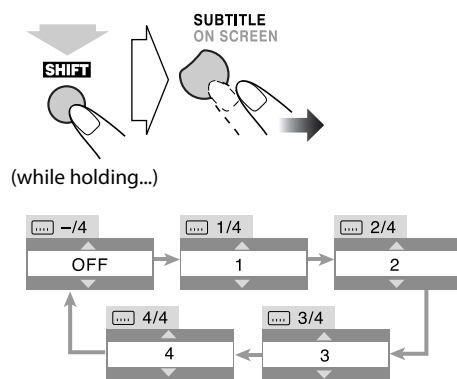 SUBTITLE
ON SCREEN
SHIFT
(while holding...)
–/4
OFF
1/4
1
2/4
2
4/4
4
3/4
3